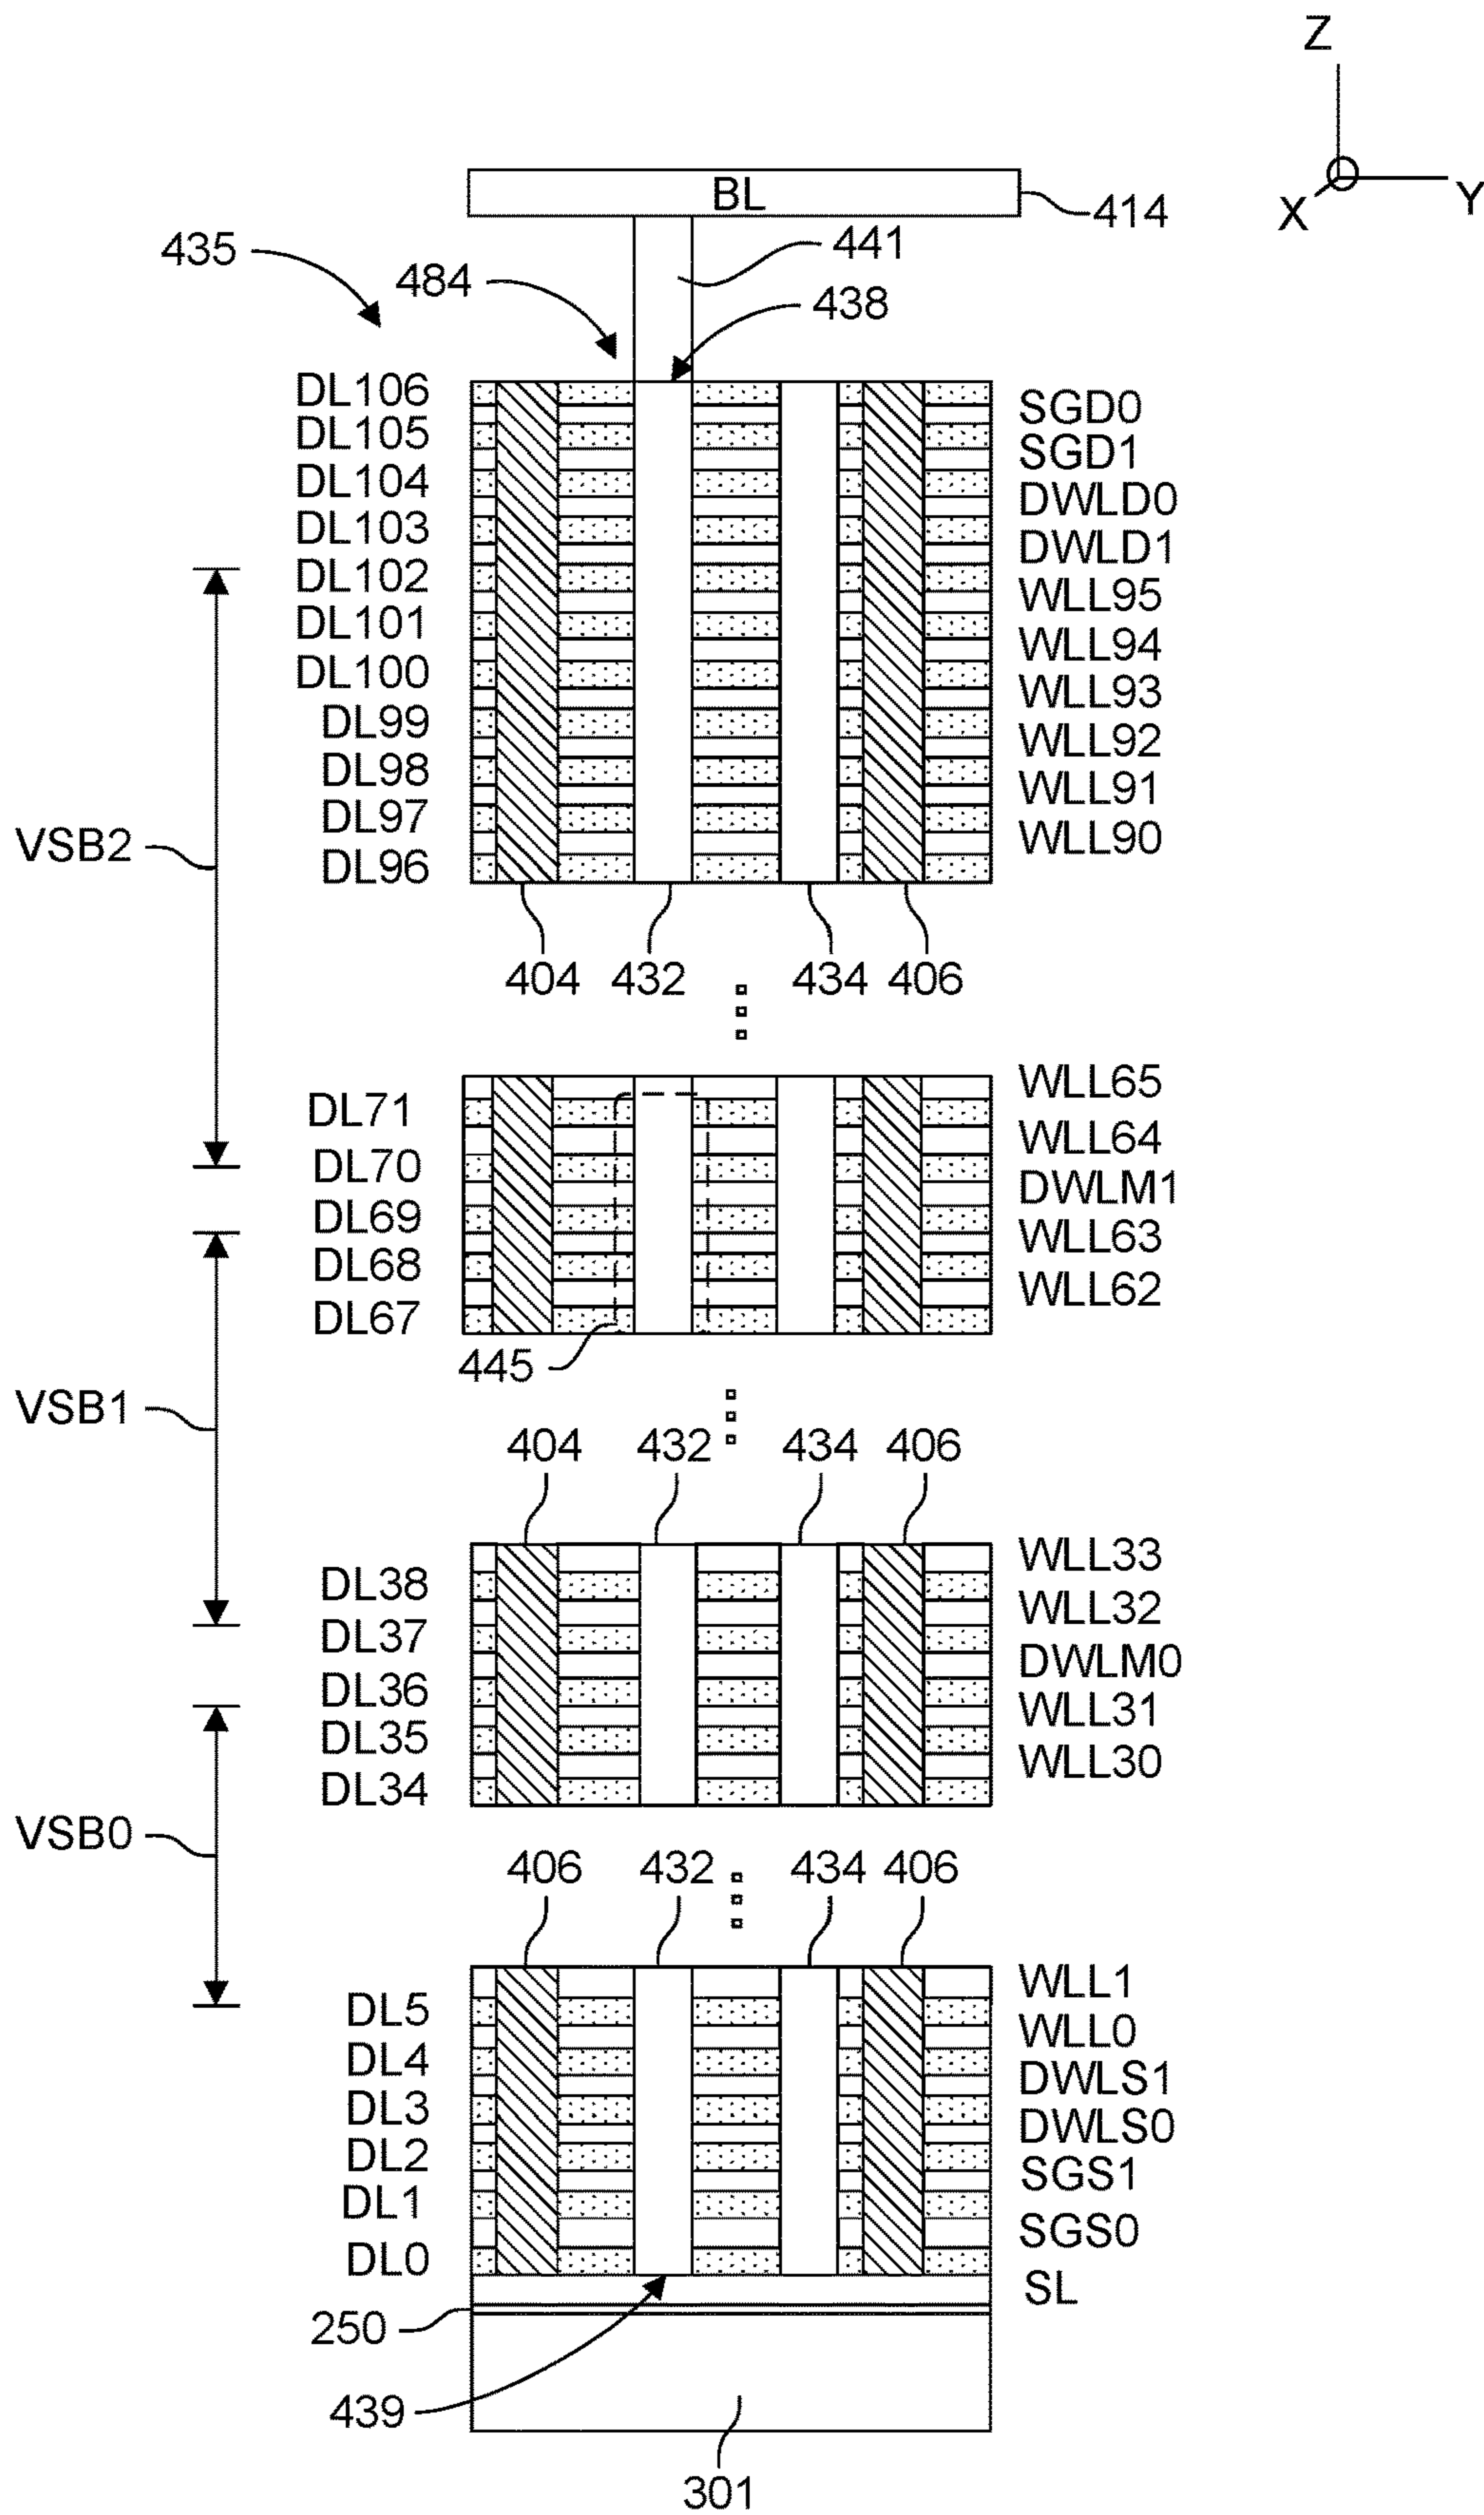 Z
BL
414
X
Y
435
484
441
438
DL106
SGD0
DL105
SGD1
DL104
DWLD0
DL103
DWLD1
DL102
WLL95
DL101
WLL94
DL100
WLL93
DL99
WLL92
DL98
WLL91
DL97
WLL90
VSB2
DL96
404
432
434
406
WLL65
DL71
WLL64
DL70
DWLM1
DL69
WLL63
DL68
WLL62
DL67
445
VSB1
404
432
434
406
WLL33
DL38
WLL32
DL37
DWLM0
DL36
WLL31
DL35
WLL30
DL34
VSB0
406
432
434
406
WLL1
DL5
WLL0
DL4
DWLS1
DL3
DWLS0
DL2
SGS1
DL1
SGS0
DL0
SL
250
439
301